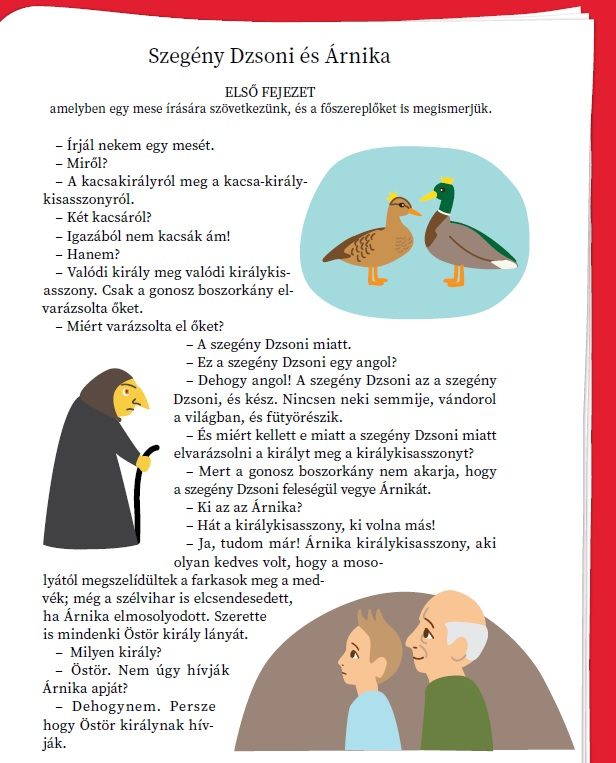 Szegény Dzsoni és Árnika
ELSŐ FEJEZET
amelyben egy mese írására szövetkezünk, és a főszereplőket is megismerjük.
– Írjál nekem egy mesét.
– Miről?
– A kacsakirályról meg a kacsa-király-
kisasszonyról.
– Két kacsáról?
– Igazából nem kacsák ám!
– Hanem?
– Valódi király meg valódi királykis-
asszony. Csak a gonosz boszorkány el-
varázsolta őket.
– Miért varázsolta el őket?
– A szegény Dzsoni miatt.
– Ez a szegény Dzsoni egy angol?
– Dehogy angol! A szegény Dzsoni az a szegény
Dzsoni, és kész. Nincsen neki semmije, vándorol
a világban, és fütyörészik.
– És miért kellett e miatt a szegény Dzsoni miatt
elvarázsolni a királyt meg a királykisasszonyt?
– Mert a gonosz boszorkány nem akarja, hogy
a szegény Dzsoni feleségül vegye Árnikát.
– Ki az az Árnika?
– Hát a királykisasszony, ki volna más!
– Ja, tudom már! Árnika királykisasszony, aki
olyan kedves volt, hogy a moso-
lyától megszelídültek a farkasok meg a med-
vék; még a szélvihar is elcsendesedett,
ha Árnika elmosolyodott. Szerette
is mindenki Östör király lányát.
– Milyen király?
– Östör. Nem úgy hívják
Árnika apját?
– Dehogynem. Persze
hogy Östör királynak hív-
ják.